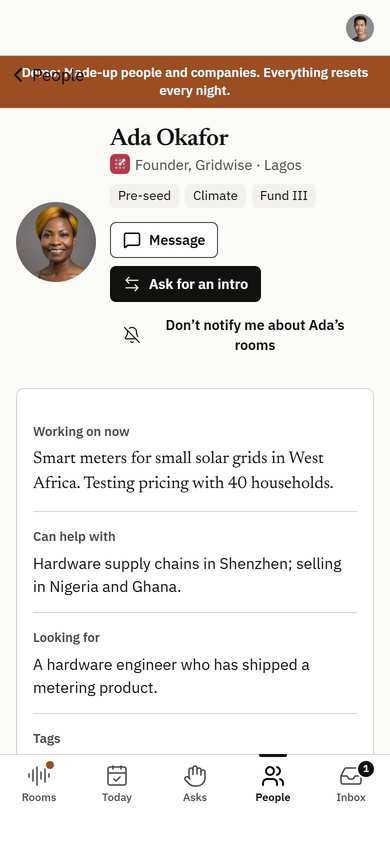 People
Demo: Made-up people and companies. Everything resets
every night.
Ada Okafor
Founder, Gridwise · Lagos
Pre-seed Climate Fund III
Message
Ask for an intro
Don’t notify me about Ada’s
rooms
Working on now
Smart meters for small solar grids in West
Africa. Testing pricing with 40 households.
Can help with
Hardware supply chains in Shenzhen; selling
in Nigeria and Ghana.
Looking for
A hardware engineer who has shipped a
metering product.
Tags
1
Rooms Today Asks People Inbox